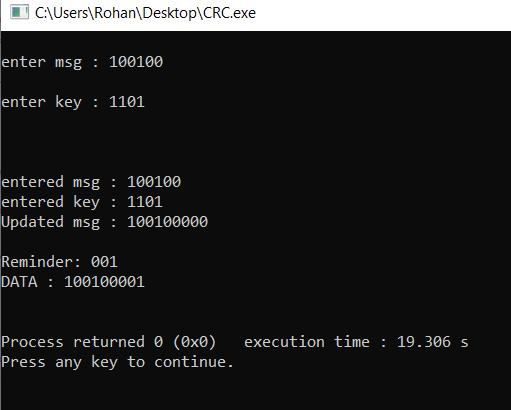 C:\Users\Rohan\Desktop\CRC.exe
enter msg : 100100
enter key : 1101
entered msg : 100100
entered key : 1101
Updated msg : 100100000
Reminder: 001
DATA : 100100001
Process returned 0 (0x0)   execution time : 19.306 s
Press any key to continue.